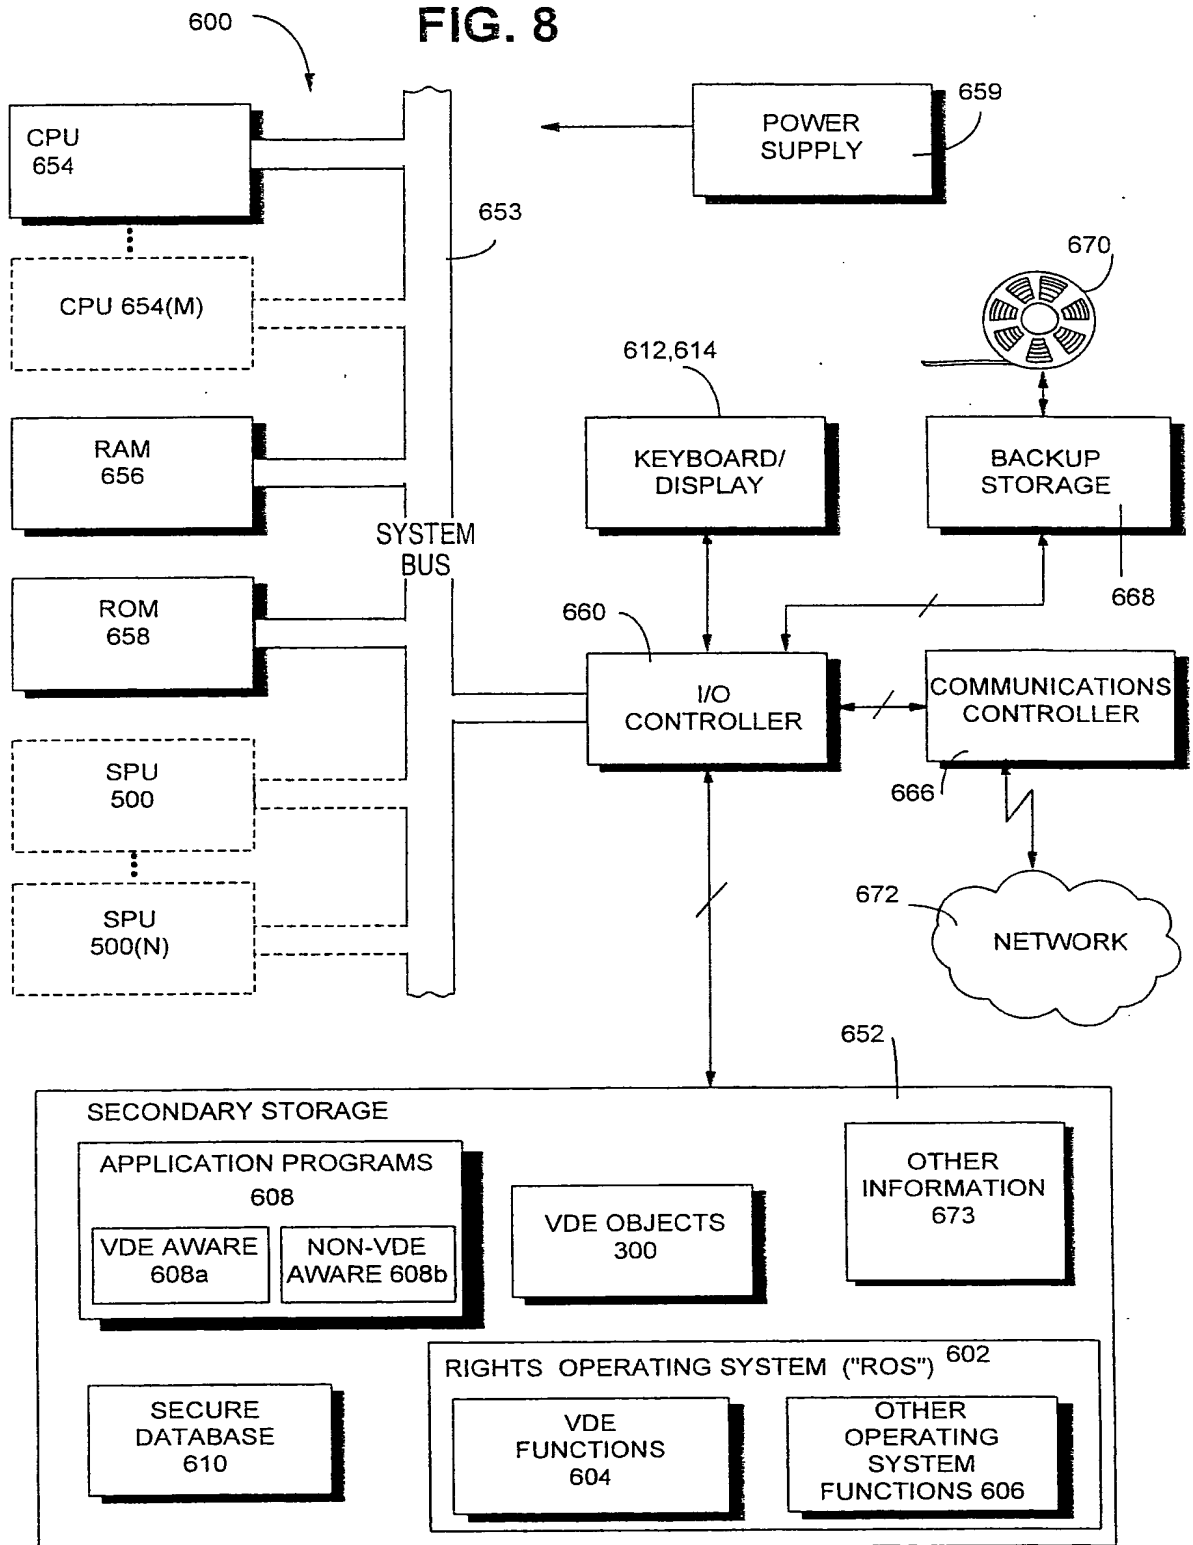 FIG. 8
600
CPU
654
CPU 654(M)
RAM
656
ROM
658
SPU
500
SPU
500(N)
653
SYSTEM
BUS
POWER
SUPPLY
659
670
612,614
KEYBOARD/
DISPLAY
BACKUP
STORAGE
668
660
I/O
CONTROLLER
COMMUNICATIONS
CONTROLLER
666
672
NETWORK
652
SECONDARY STORAGE
APPLICATION PROGRAMS
608
VDE AWARE
608a
NON-VDE
AWARE 608b
VDE OBJECTS
300
OTHER
INFORMATION
673
SECURE
DATABASE
610
RIGHTS OPERATING SYSTEM ("ROS") 602
VDE
FUNCTIONS
604
OTHER
OPERATING
SYSTEM
FUNCTIONS 606